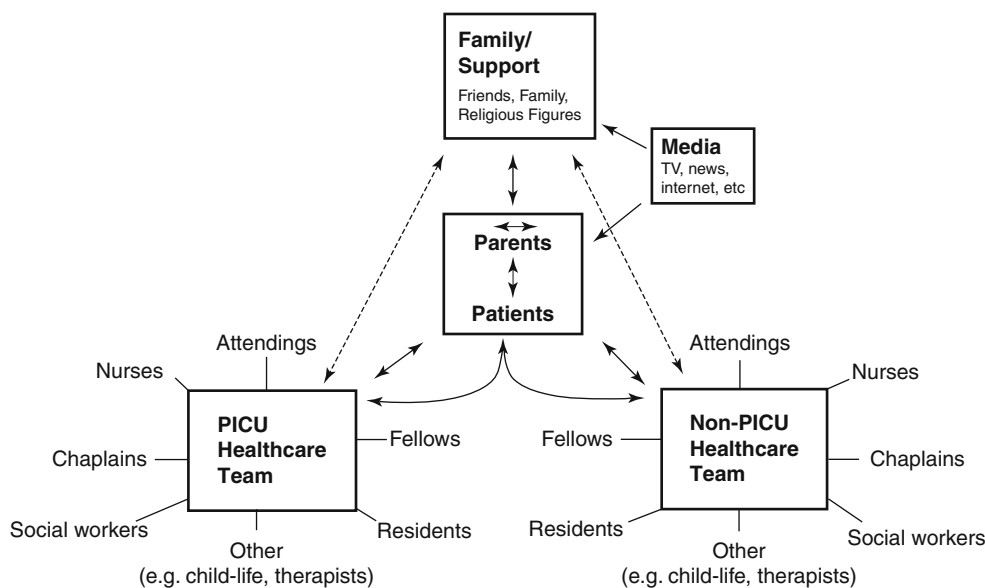 Family/
Support
Friends, Family,
Religious Figures
Media
TV, news,
internet, etc
Parents
Patients
Attendings
Nurses
PICU
Healthcare
Team
Chaplains
Fellows
Social workers
Residents
Other
(e.g. child-life, therapists)
Attendings
Nurses
Fellows
Non-PICU
Healthcare
Team
Chaplains
Residents
Social workers
Other
(e.g. child-life, therapists)